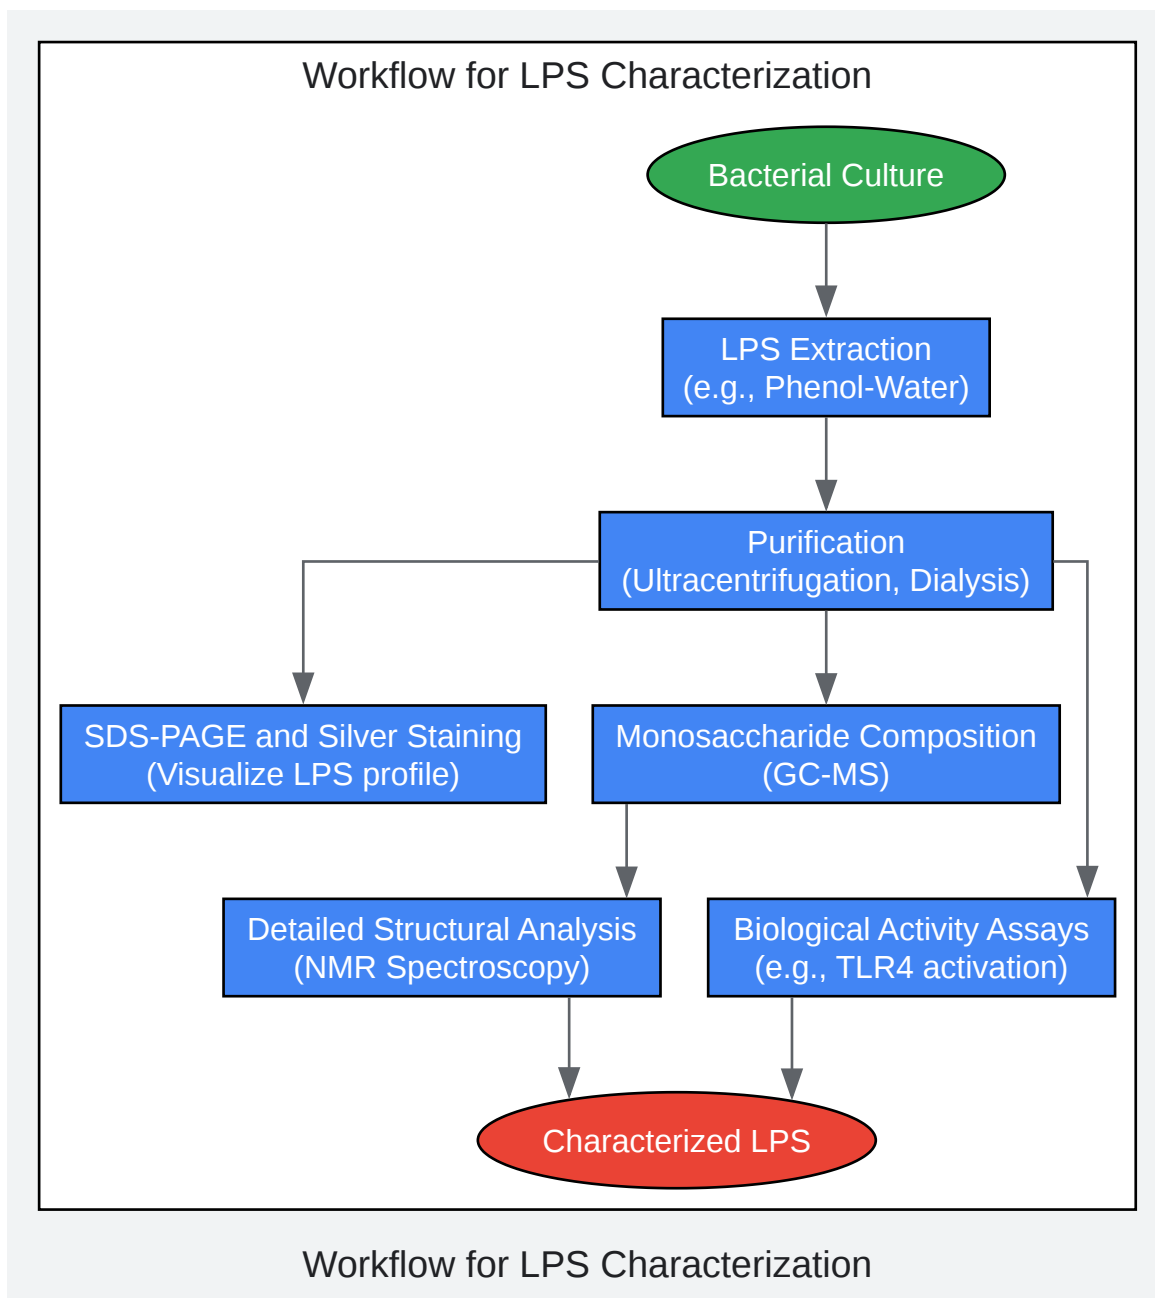 Workflow for LPS Characterization
Bacterial Culture
LPS Extraction
(e.g., Phenol-Water)
Purification
(Ultracentrifugation, Dialysis)
SDS-PAGE and Silver Staining
(Visualize LPS profile)
Monosaccharide Composition
(GC-MS)
Detailed Structural Analysis
(NMR Spectroscopy)
Biological Activity Assays
(e.g., TLR4 activation)
Characterized LPS
Workflow for LPS Characterization